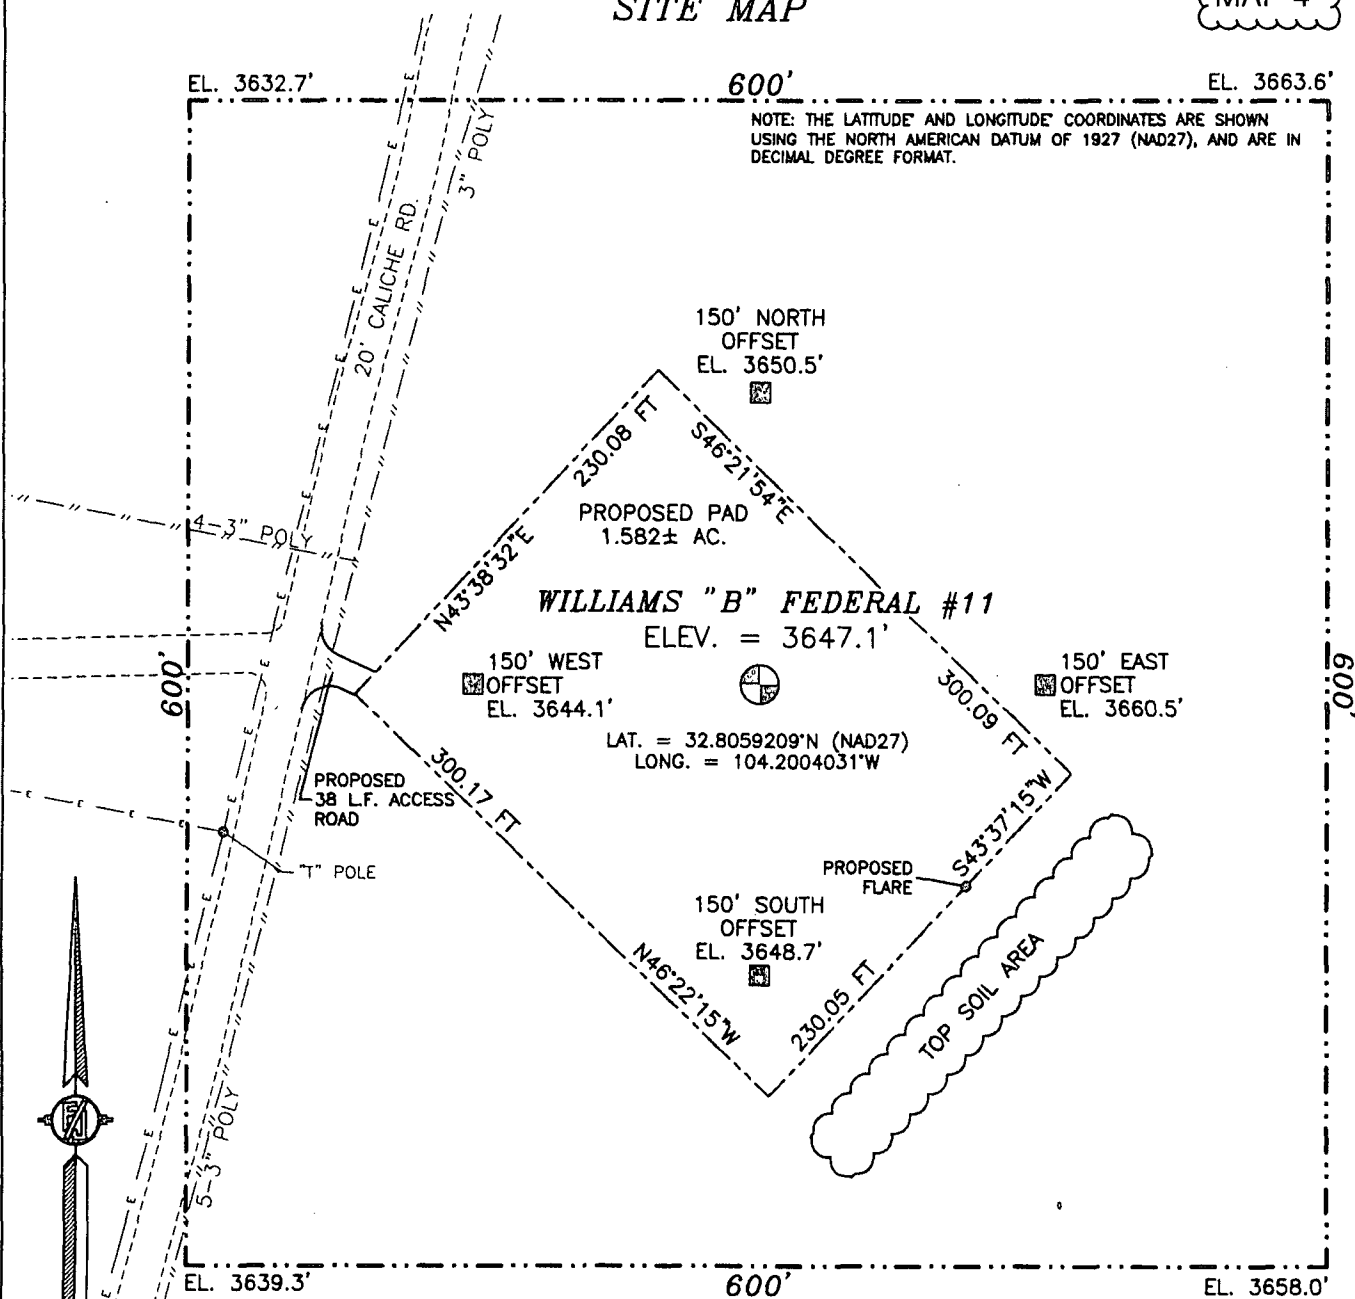 SITE MAP
MAP 4
EL. 3632.7'
600'
EL. 3663.6'
NOTE: THE LATITUDE AND LONGITUDE COORDINATES ARE SHOWN
USING THE NORTH AMERICAN DATUM OF 1927 (NAD27), AND ARE IN
DECIMAL DEGREE FORMAT.
3" POLY
20' CALICHE RD.
150' NORTH
OFFSET
EL. 3650.5'
230.08 FT
S46°21'54"E
PROPOSED PAD
1.582± AC.
4-3" POLY
N43°38'32"E
WILLIAMS "B" FEDERAL #11
ELEV. = 3647.1'
600'
150' WEST
OFFSET
EL. 3644.1'
150' EAST
OFFSET
EL. 3660.5'
600'
300.09 FT
LAT. = 32.8059209°N (NAD27)
LONG. = 104.2004031°W
PROPOSED
38 L.F. ACCESS
ROAD
300.17 FT
S43°37'15"W
"T" POLE
PROPOSED
FLARE
150' SOUTH
OFFSET
EL. 3648.7'
N46°22'15"W
230.05 FT
TOP SOIL AREA
5-3" POLY
EL. 3639.3'
600'
EL. 3658.0'
E E E E E E E E E E E E E E E